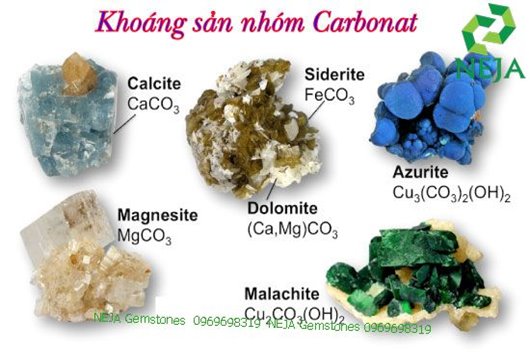 Khoáng sản nhóm Carbonat
NEJA
Calcite
CaCO₃
Siderite
FeCO₃
Azurite
Cu₃(CO₃)₂(OH)₂
Magnesite
MgCO₃
Dolomite
(Ca,Mg)CO₃
Malachite
Cu₂CO₃(OH)₂
NEJA Gemstones 0969698319 NEJA Gemstones 0969698319